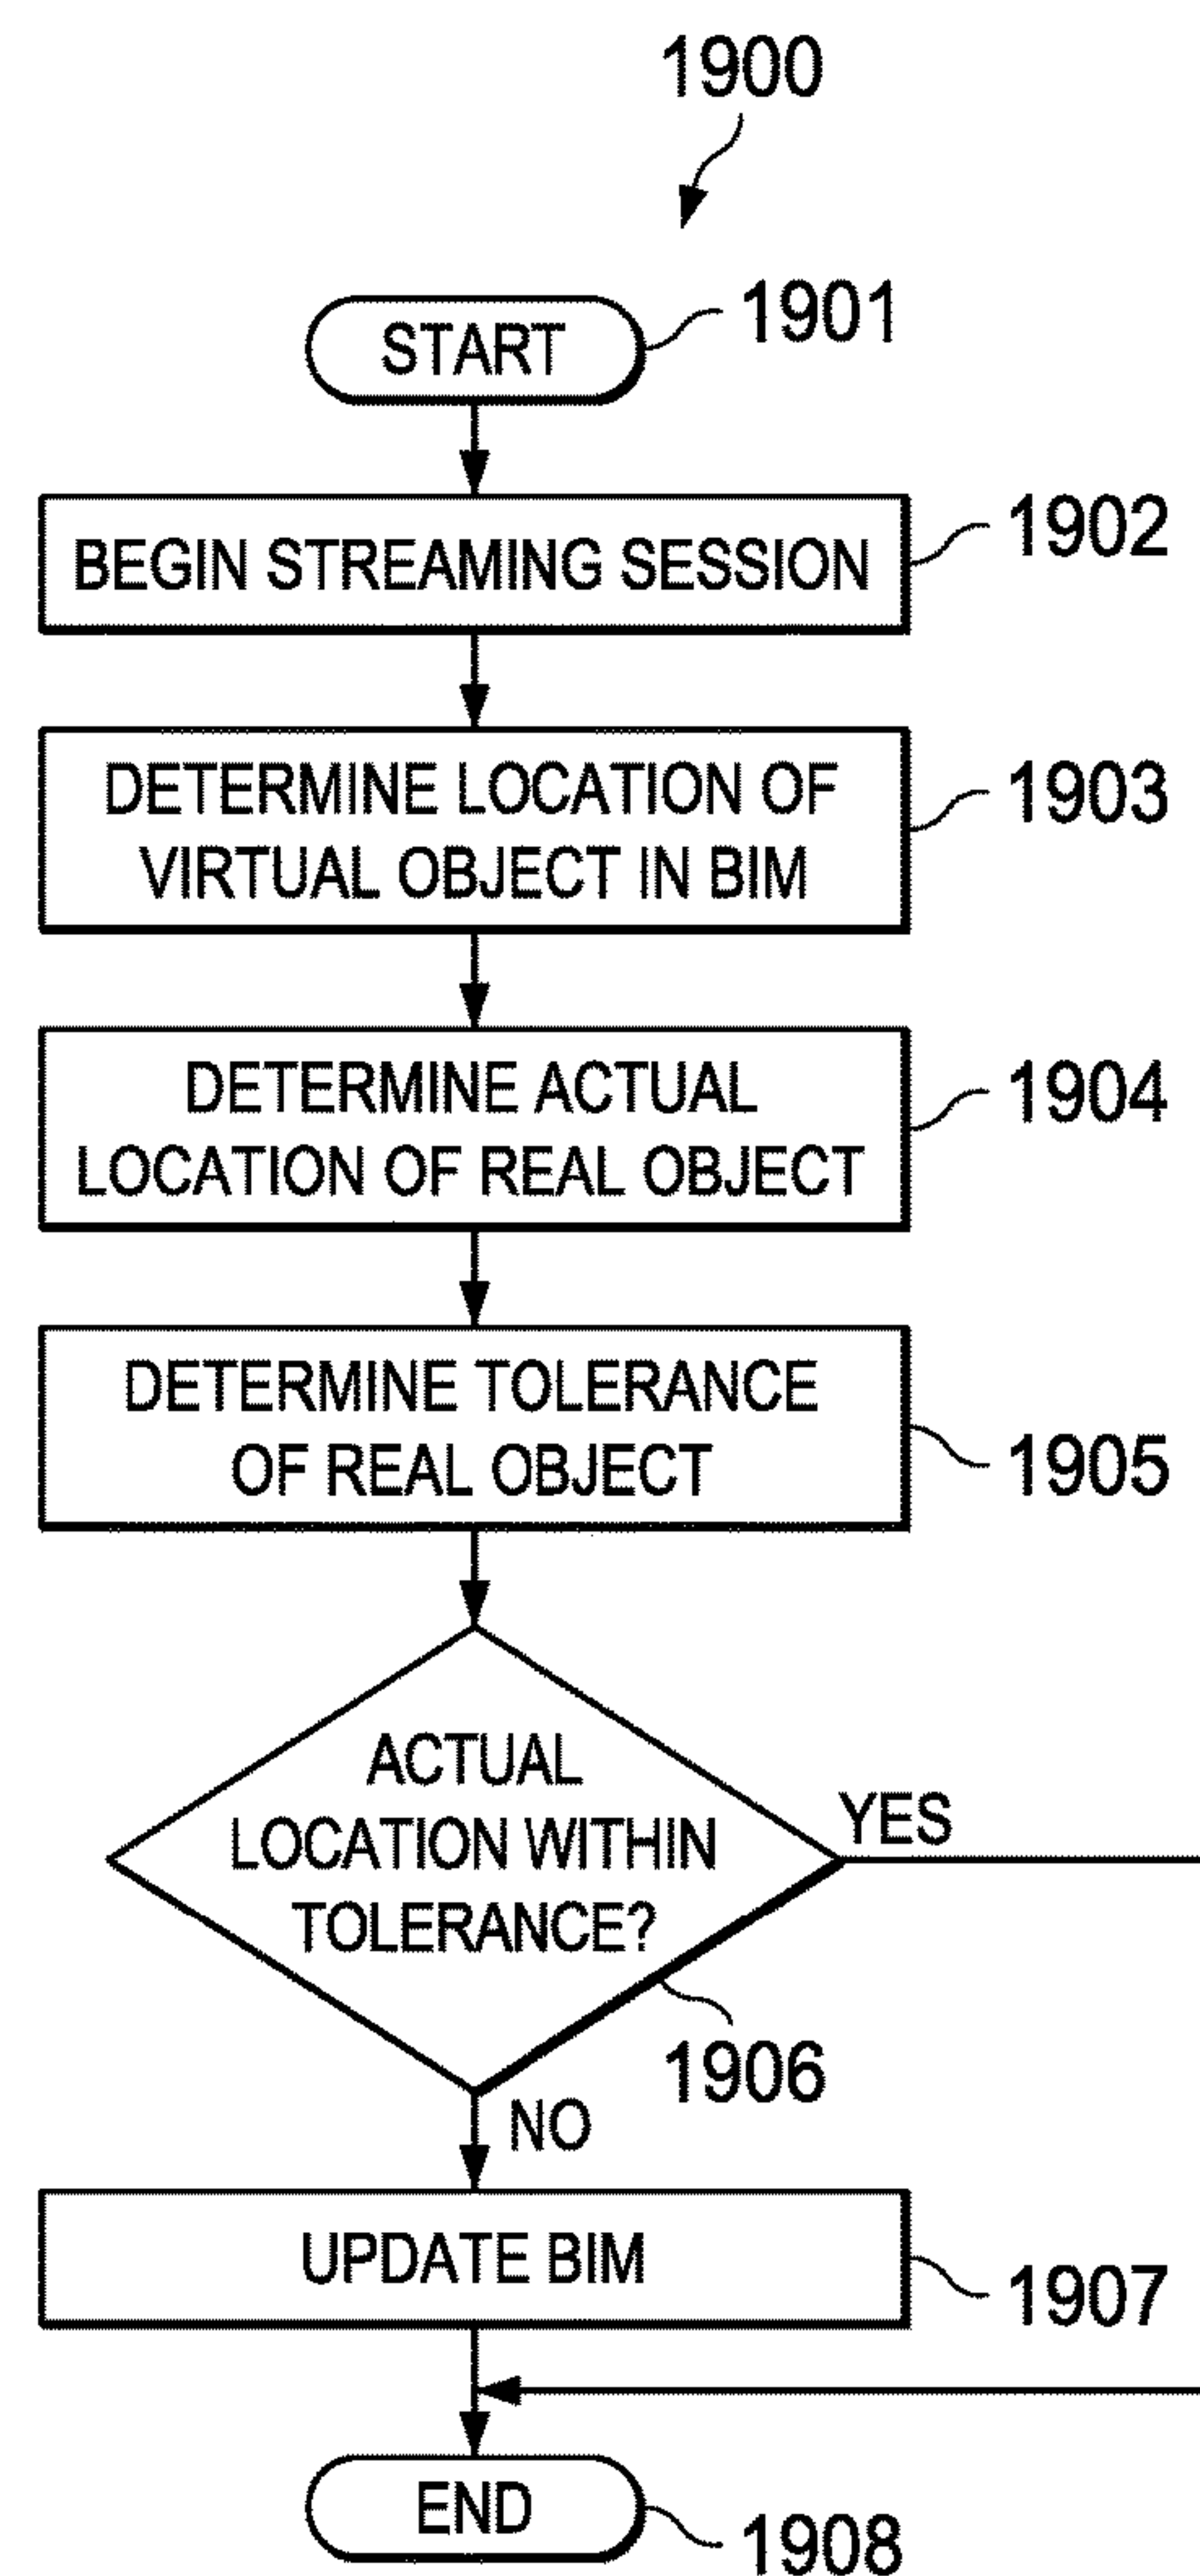 1900
START
1901
BEGIN STREAMING SESSION
1902
DETERMINE LOCATION OF
VIRTUAL OBJECT IN BIM
1903
DETERMINE ACTUAL
LOCATION OF REAL OBJECT
1904
DETERMINE TOLERANCE
OF REAL OBJECT
1905
ACTUAL
LOCATION WITHIN
TOLERANCE?
YES
1906
NO
UPDATE BIM
1907
END
1908